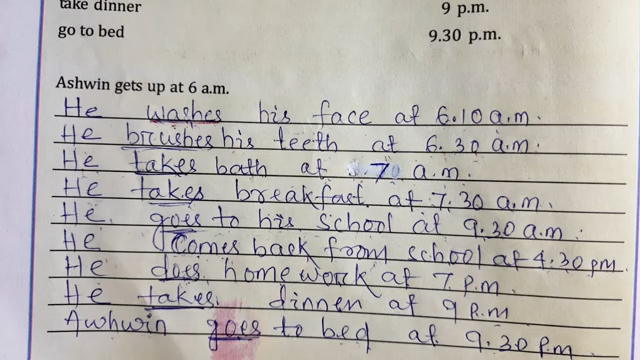 take dinner 9 p.m.
go to bed 9.30 p.m.
Ashwin gets up at 6 a.m.
He washes his face at 6.10 a.m.
He brushes his teeth at 6.30 a.m.
He takes bath at 7 a.m.
He takes breakfast at 7.30 a.m.
He goes to his school at 9.30 a.m.
He comes back from school at 4.30 pm
He does home work at 7 P.m
He takes dinner at 9 P.m
Awhwin goes to bed at 9.30 P.m